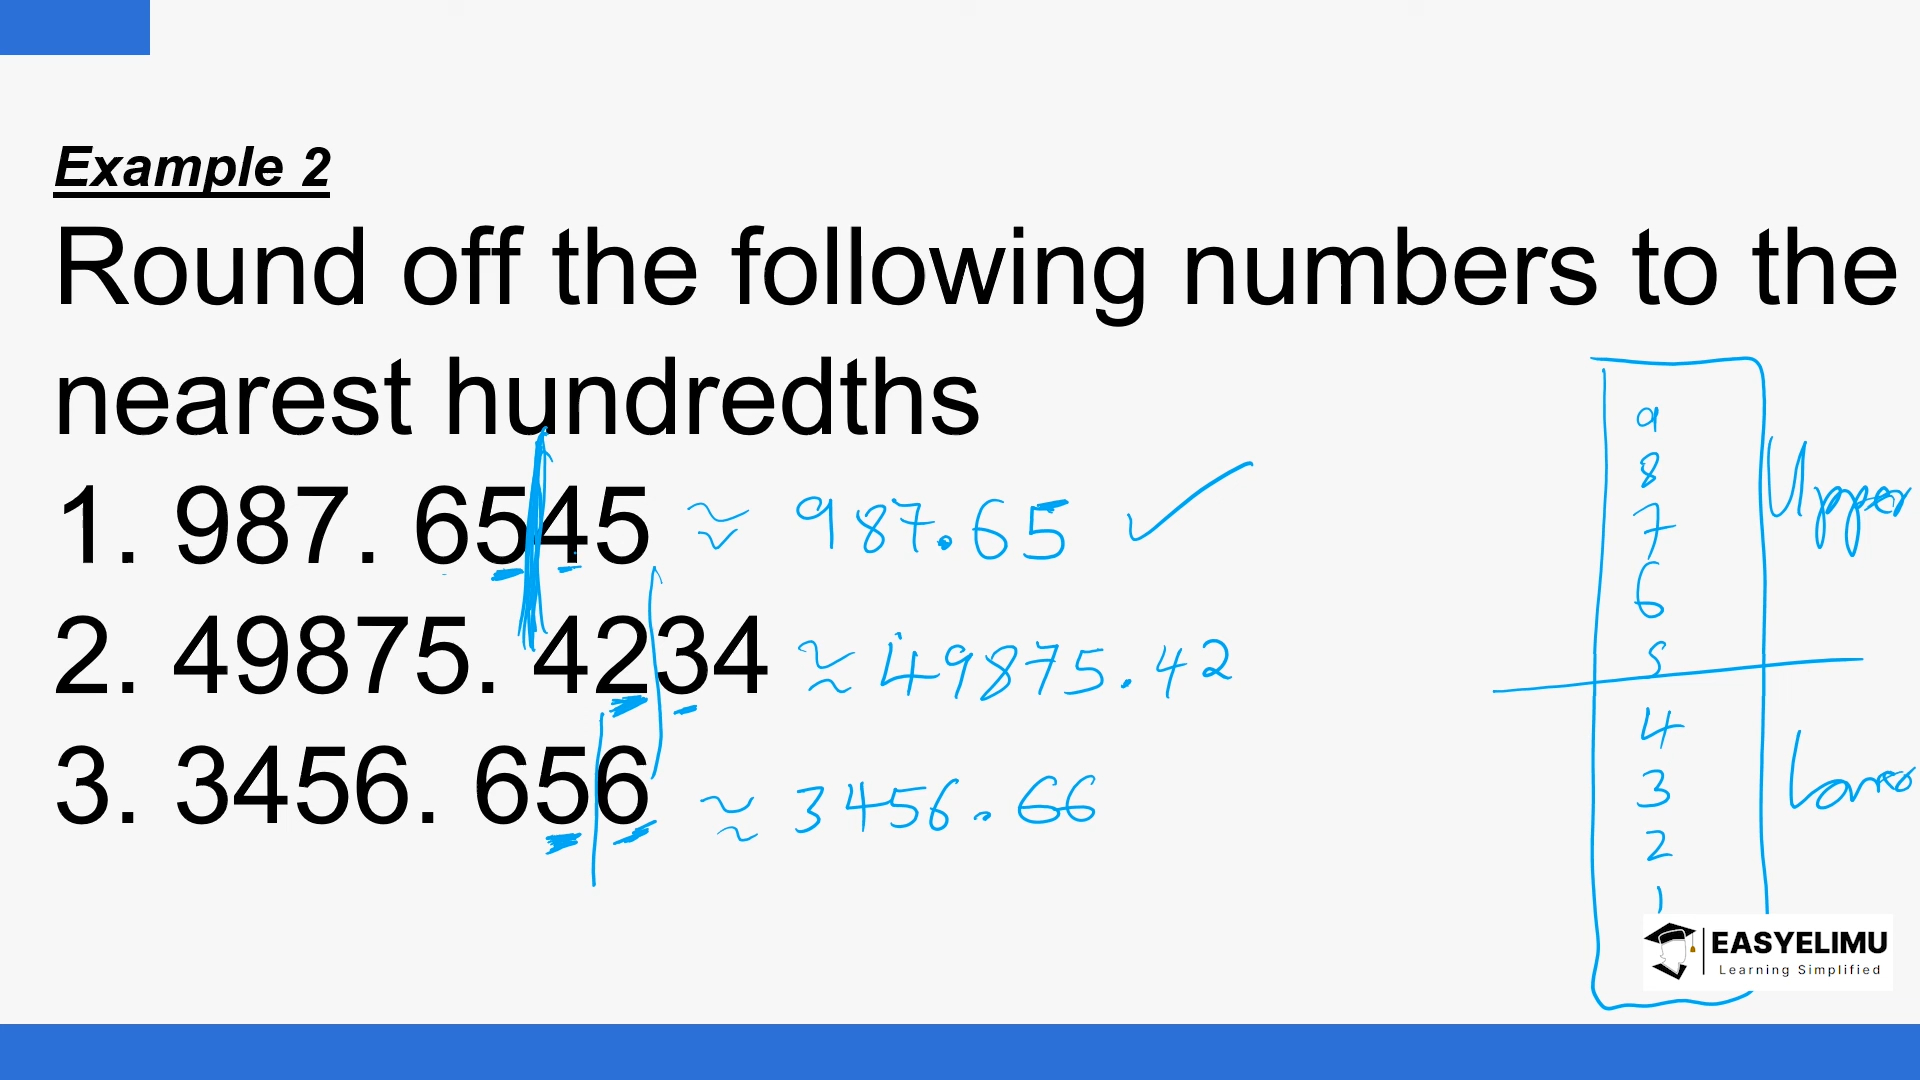 Example 2
Round off the following numbers to the
nearest hundredths
1. 987. 6545 ≈ 987.65 ✓
2. 49875. 4234 ≈ 49875.42
3. 3456. 656 ≈ 3456.66
9
8
7
6
5
Upper
4
3
2
1
EASYELIMU
Learning Simplified